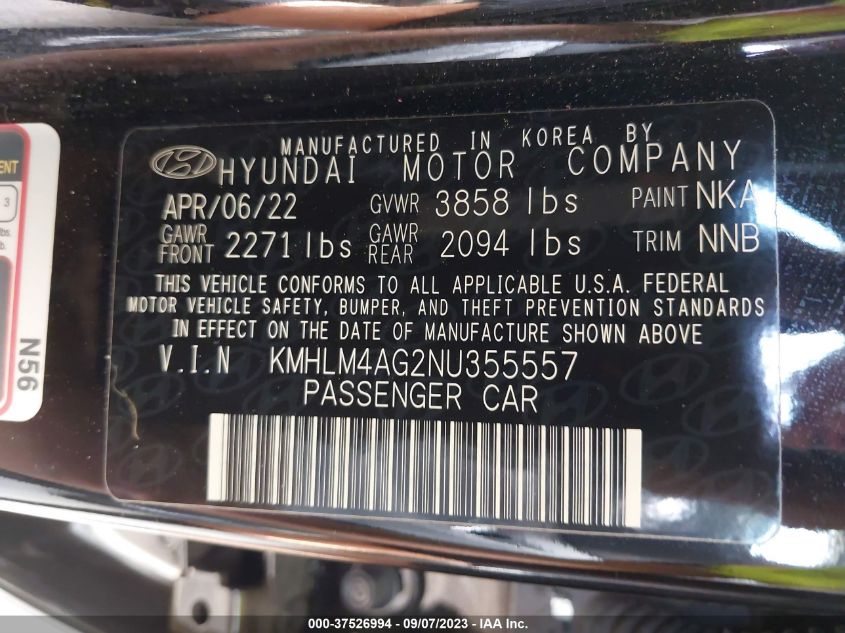 MANUFACTURED IN KOREA BY
HYUNDAI MOTOR COMPANY
APR/06/22 GVWR 3858 lbs PAINT NKA
GAWR FRONT 2271 lbs GAWR REAR 2094 lbs TRIM NNB
THIS VEHICLE CONFORMS TO ALL APPLICABLE U.S.A. FEDERAL
MOTOR VEHICLE SAFETY, BUMPER, AND THEFT PREVENTION STANDARDS
IN EFFECT ON THE DATE OF MANUFACTURE SHOWN ABOVE
V.I.N KMHLM4AG2NU355557
PASSENGER CAR
3
N56
000-37526994 - 09/07/2023 - IAA Inc.